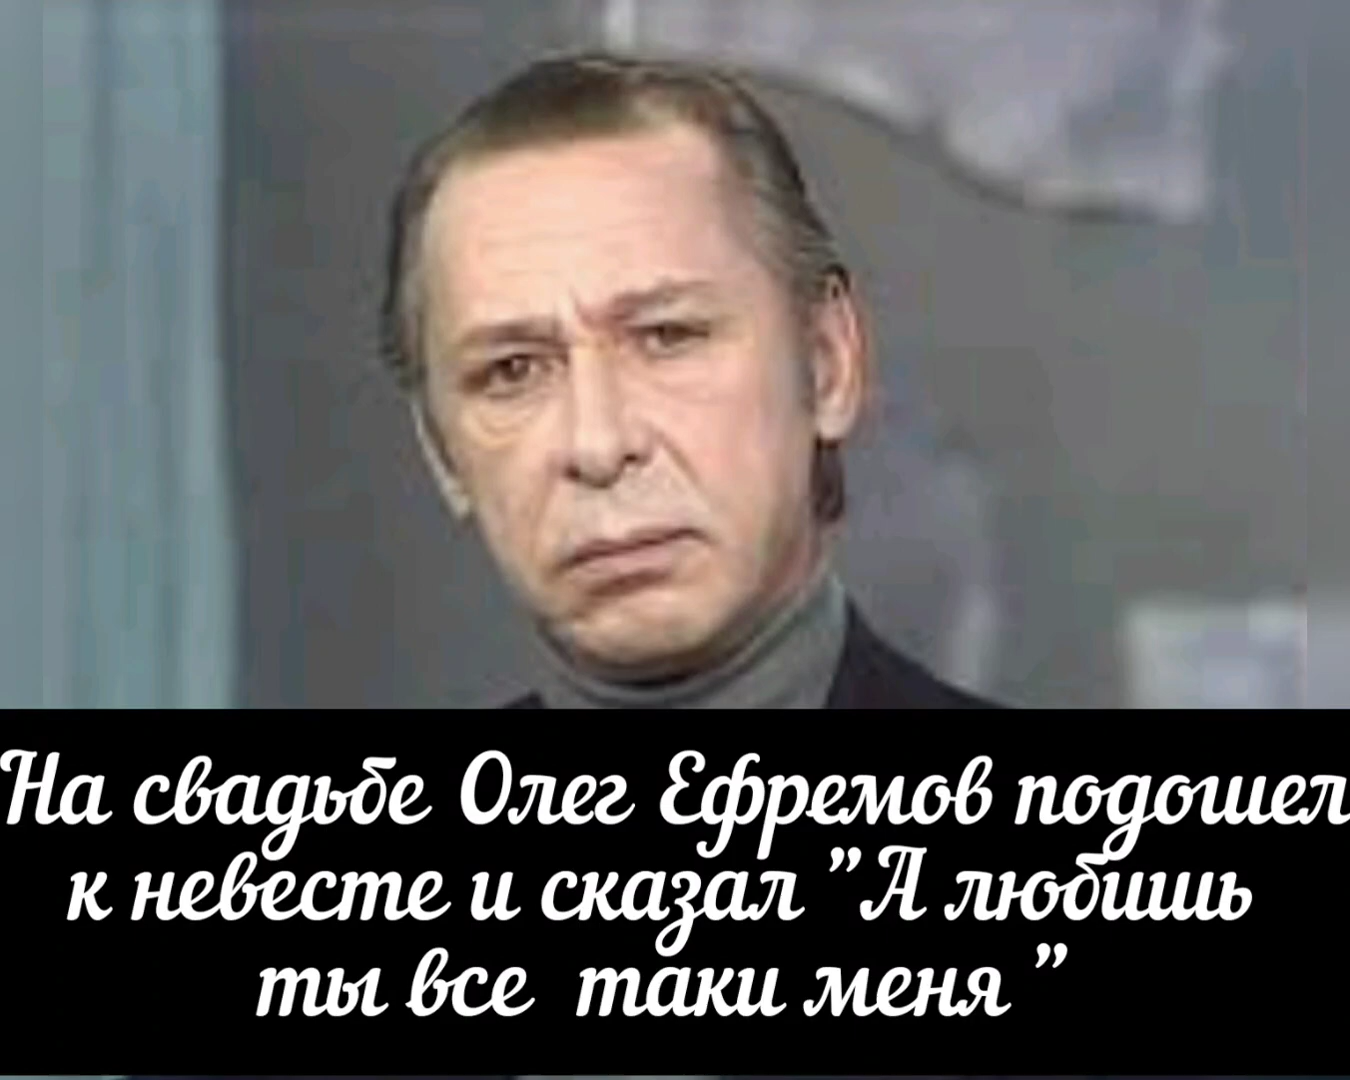 На свадьбе Олег Ефремов подошел
к невесте и сказал "А любишь
ты все таки меня "